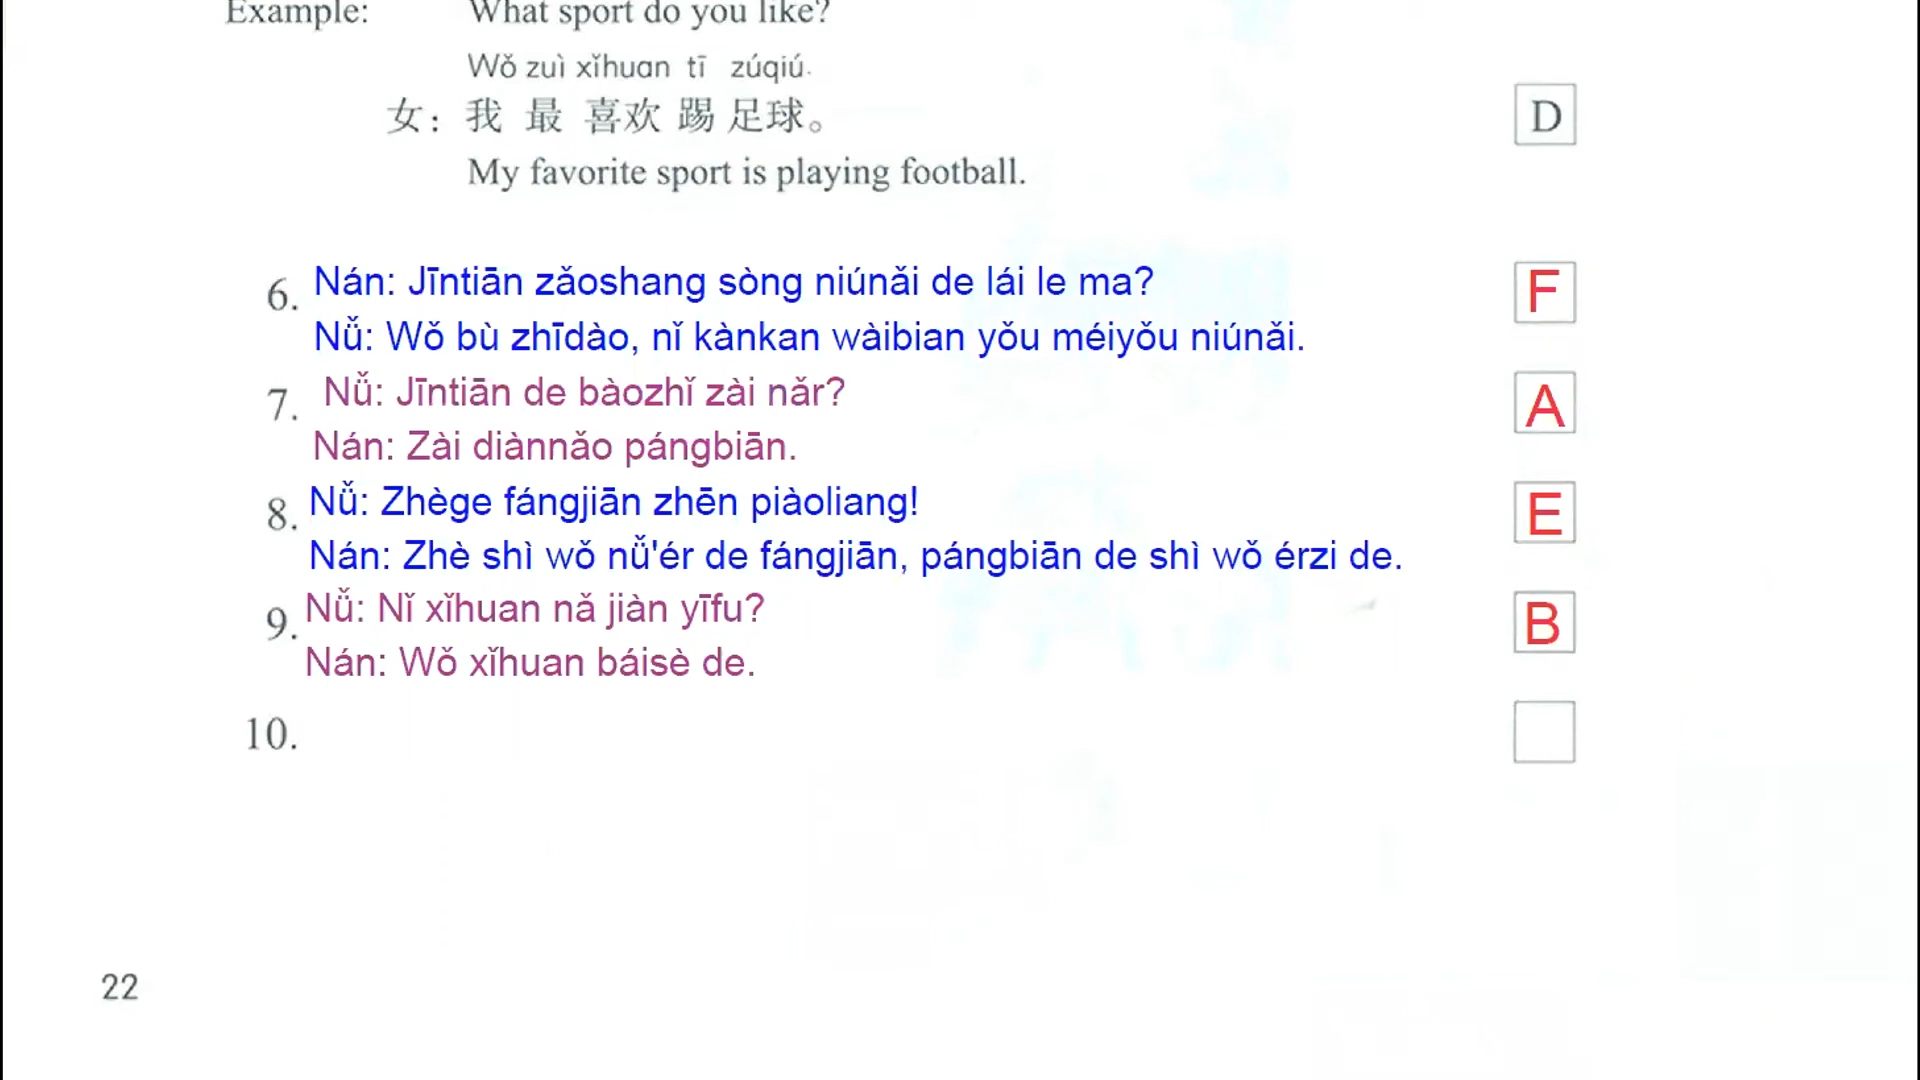 Example: What sport do you like?
Wǒ zuì xǐhuan tī zúqiú.
女：我 最 喜欢 踢 足球。 D
My favorite sport is playing football.
6. Nán: Jīntiān zǎoshang sòng niúnǎi de lái le ma? F
Nǚ: Wǒ bù zhīdào, nǐ kànkan wàibian yǒu méiyǒu niúnǎi.
7. Nǚ: Jīntiān de bàozhǐ zài nǎr? A
Nán: Zài diànnǎo pángbiān.
8. Nǚ: Zhège fángjiān zhēn piàoliang! E
Nán: Zhè shì wǒ nǚ'ér de fángjiān, pángbiān de shì wǒ érzi de.
9. Nǚ: Nǐ xǐhuan nǎ jiàn yīfu? B
Nán: Wǒ xǐhuan báisè de.
10.
22